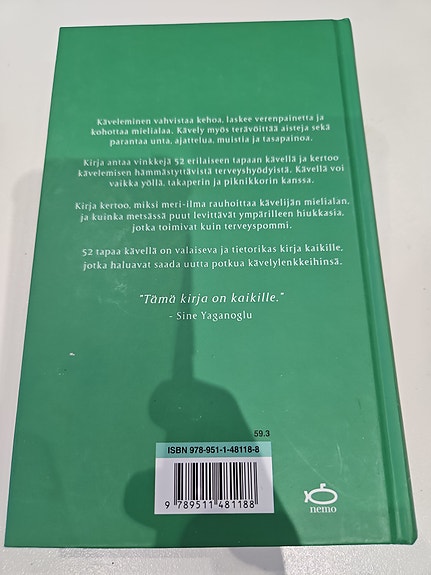 Käveleminen vahvistaa kehoa, laskee verenpainetta ja
kohottaa mielialaa. Kävely myös terävöittää aisteja sekä
parantaa unta, ajattelua, muistia ja tasapainoa.
Kirja antaa vinkkejä 52 erilaiseen tapaan kävellä ja kertoo
kävelemisen hämmästyttävistä terveyshyödyistä. Kävellä voi
vaikka yöllä, takaperin ja piknikkorin kanssa.
Kirja kertoo, miksi meri-ilma rauhoittaa kävelijän mielialan,
ja kuinka metsässä puut levittävät ympärilleen hiukkasia,
jotka toimivat kuin terveyspommi.
52 tapaa kävellä on valaiseva ja tietorikas kirja kaikille,
jotka haluavat saada uutta potkua kävelylenkkeihinsä.
"Tämä kirja on kaikille."
- Sine Yaganoglu
59.3
ISBN 978-951-1-48118-8
9 789511 481188
nemo